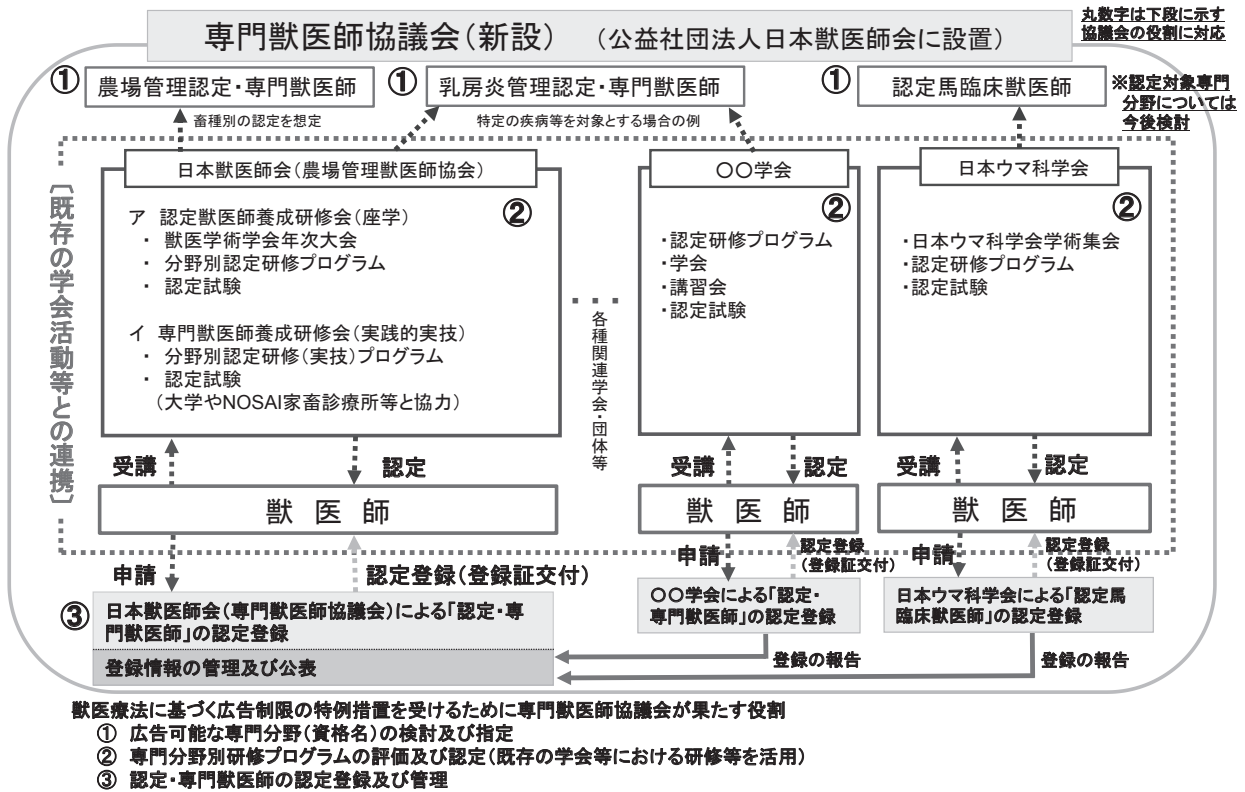 専門獣医師協議会(新設) (公益社団法人日本獣医師会に設置)
丸数字は下段に示す
協議会の役割に対応
① 農場管理認定・専門獣医師
① 乳房炎管理認定・専門獣医師
① 認定馬臨床獣医師
※認定対象専門
分野については
今後検討
畜種別の認定を想定
特定の疾病等を対象とする場合の例
〔既存の学会活動等との連携〕
日本獣医師会(農場管理獣医師協会)
②
ア 認定獣医師養成研修会(座学)
・ 獣医学術学会年次大会
・ 分野別認定研修プログラム
・ 認定試験
イ 専門獣医師養成研修会(実践的実技)
・ 分野別認定研修(実技)プログラム
・ 認定試験
(大学やNOSAI家畜診療所等と協力)
各種関連学会・団体等
〇〇学会
②
・認定研修プログラム
・学会
・講習会
・認定試験
日本ウマ科学会
②
・日本ウマ科学会学術集会
・認定研修プログラム
・認定試験
受講 認定
受講 認定
受講 認定
獣 医 師
獣 医 師
獣 医 師
申請 認定登録(登録証交付)
申請 認定登録
(登録証交付)
申請 認定登録
(登録証交付)
③ 日本獣医師会(専門獣医師協議会)による「認定・専
門獣医師」の認定登録
登録情報の管理及び公表
〇〇学会による「認定・
専門獣医師」の認定登録
日本ウマ科学会による「認定馬
臨床獣医師」の認定登録
登録の報告
登録の報告
獣医療法に基づく広告制限の特例措置を受けるために専門獣医師協議会が果たす役割
① 広告可能な専門分野(資格名)の検討及び指定
② 専門分野別研修プログラムの評価及び認定(既存の学会等における研修等を活用)
③ 認定・専門獣医師の認定登録及び管理